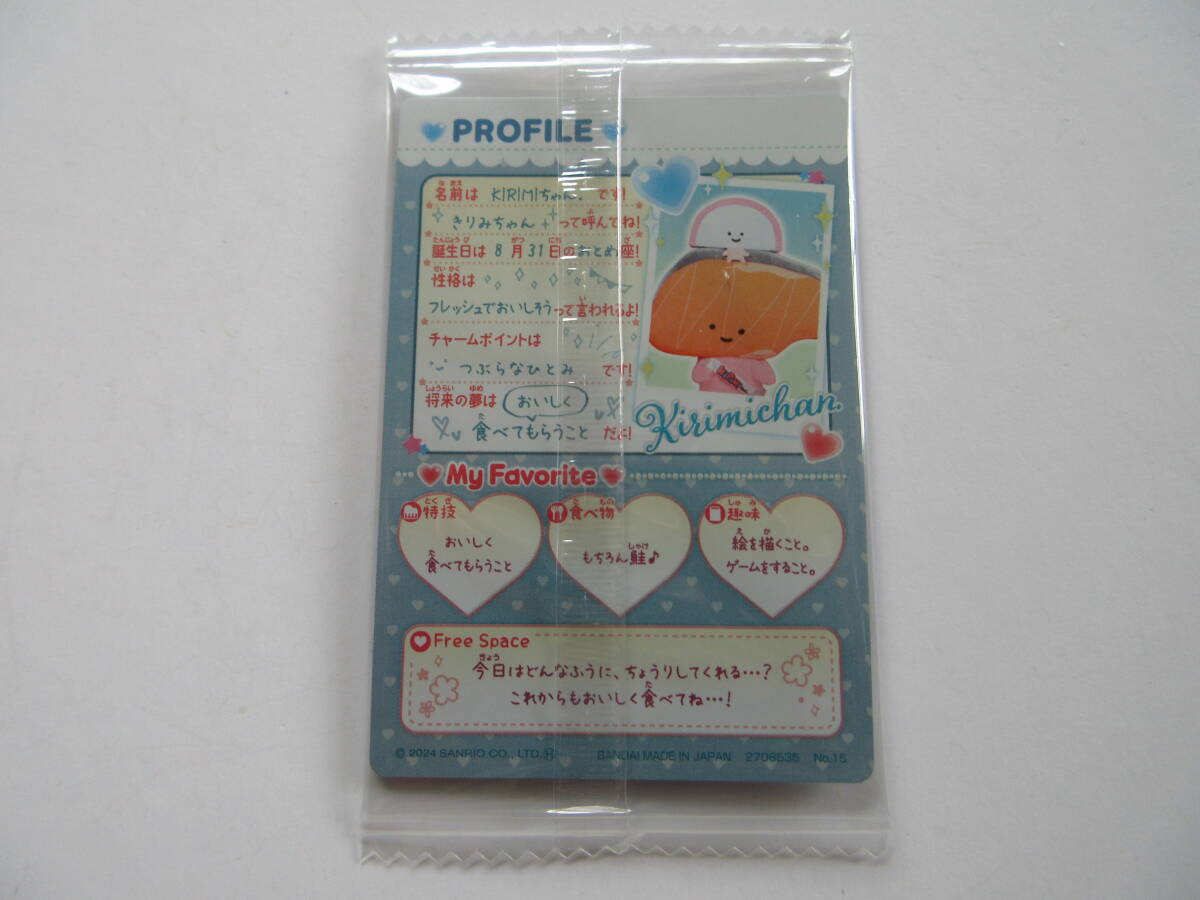 PROFILE
名前は KIRIMIちゃん. です!
きりみちゃん って呼んでね!
誕生日は 8月31日のおとめ座!
性格は
フレッシュでおいしそうって言われるよ!
チャームポイントは
つぶらなひとみ です!
将来の夢は おいしく
食べてもらうこと だよ!
Kirimichan.
My Favorite
特技
おいしく
食べてもらうこと
食べ物
もちろん鮭♪
趣味
絵を描くこと。
ゲームをすること。
Free Space
今日はどんなふうに、ちょうりしてくれる…?
これからもおいしく食べてね…!
© 2024 SANRIO CO., LTD. Ⓗ BANDAI MADE IN JAPAN 2706535 No.15